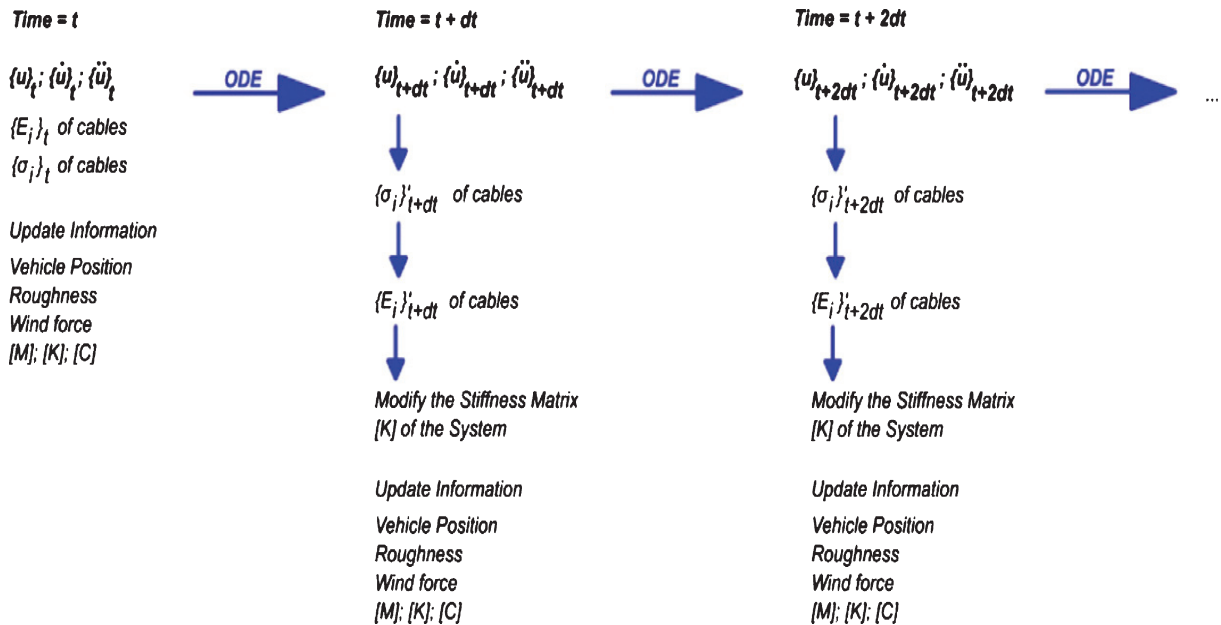 Time = t
{u}t ; {u̇}t ; {ü}t
{Ei}t of cables
{σi}t of cables
Update Information
Vehicle Position
Roughness
Wind force
[M]; [K]; [C]
ODE
Time = t + dt
{u}t+dt ; {u̇}t+dt ; {ü}t+dt
{σi}'t+dt of cables
{Ei}'t+dt of cables
Modify the Stiffness Matrix
[K] of the System
Update Information
Vehicle Position
Roughness
Wind force
[M]; [K]; [C]
ODE
Time = t + 2dt
{u}t+2dt ; {u̇}t+2dt ; {ü}t+2dt
{σi}'t+2dt of cables
{Ei}'t+2dt of cables
Modify the Stiffness Matrix
[K] of the System
Update Information
Vehicle Position
Roughness
Wind force
[M]; [K]; [C]
ODE
...